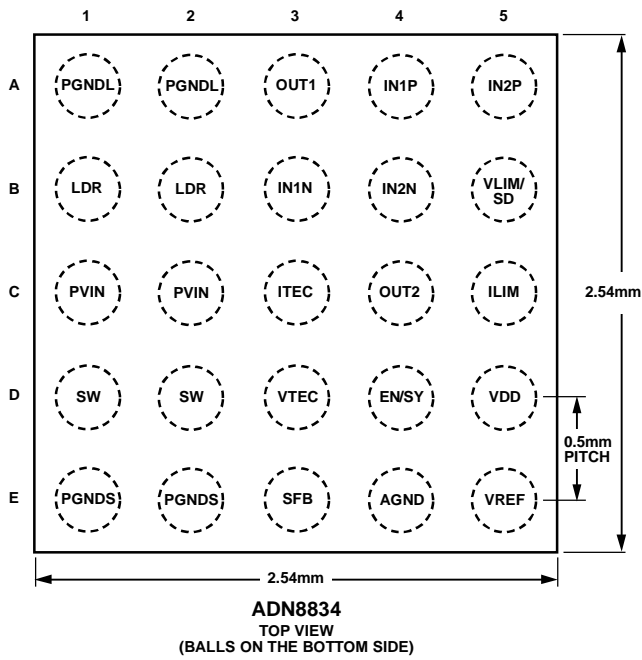 1 2 3 4 5
A PGNDL PGNDL OUT1 IN1P IN2P
B LDR LDR IN1N IN2N VLIM/
SD
C PVIN PVIN ITEC OUT2 ILIM
2.54mm
D SW SW VTEC EN/SY VDD
0.5mm
PITCH
E PGNDS PGNDS SFB AGND VREF
2.54mm
ADN8834
TOP VIEW
(BALLS ON THE BOTTOM SIDE)